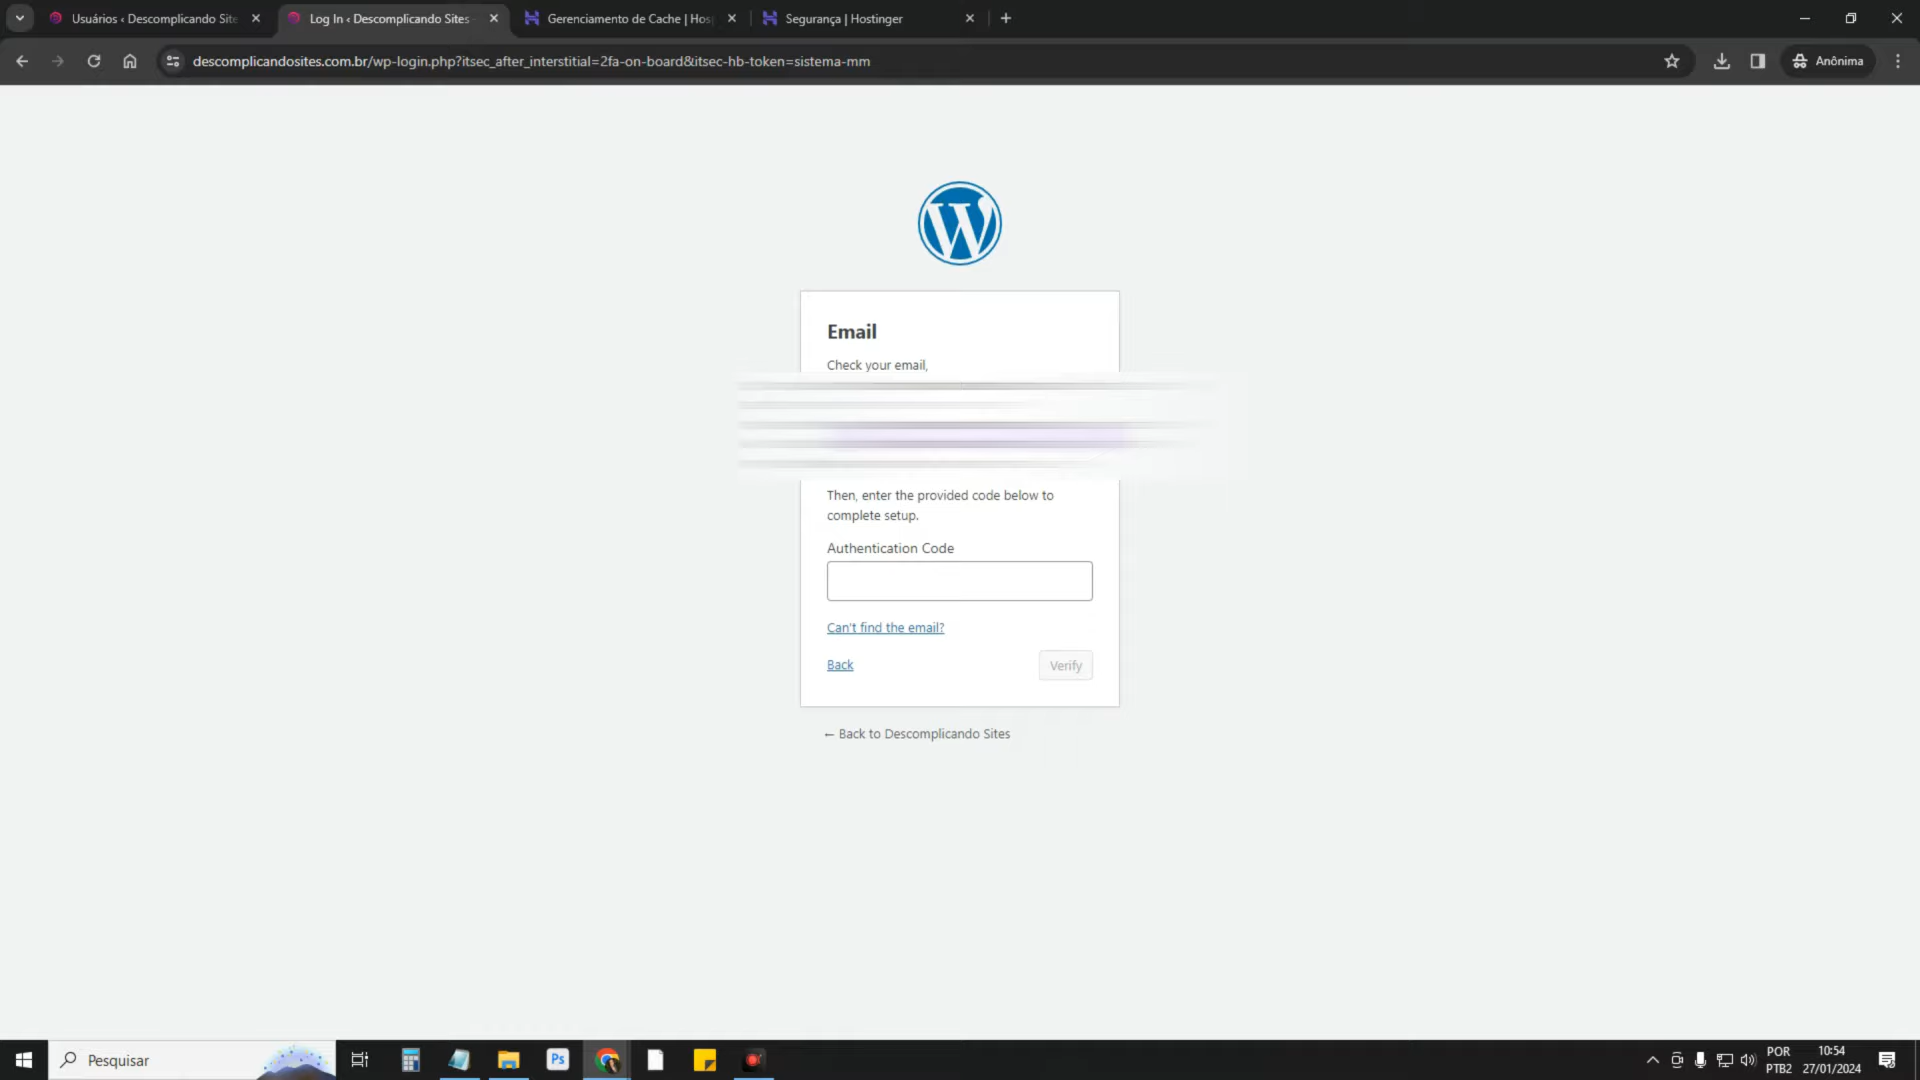 Usuários ‹ Descomplicando Site
Log In ‹ Descomplicando Sites
Gerenciamento de Cache | Hos
Segurança | Hostinger
descomplicandosites.com.br/wp-login.php?itsec_after_interstitial=2fa-on-board&itsec-hb-token=sistema-mm
Anônima
Email
Check your email,
Then, enter the provided code below to
complete setup.
Authentication Code
Can't find the email?
Back
Verify
← Back to Descomplicando Sites
Pesquisar
Ps
POR
PTB2
10:54
27/01/2024